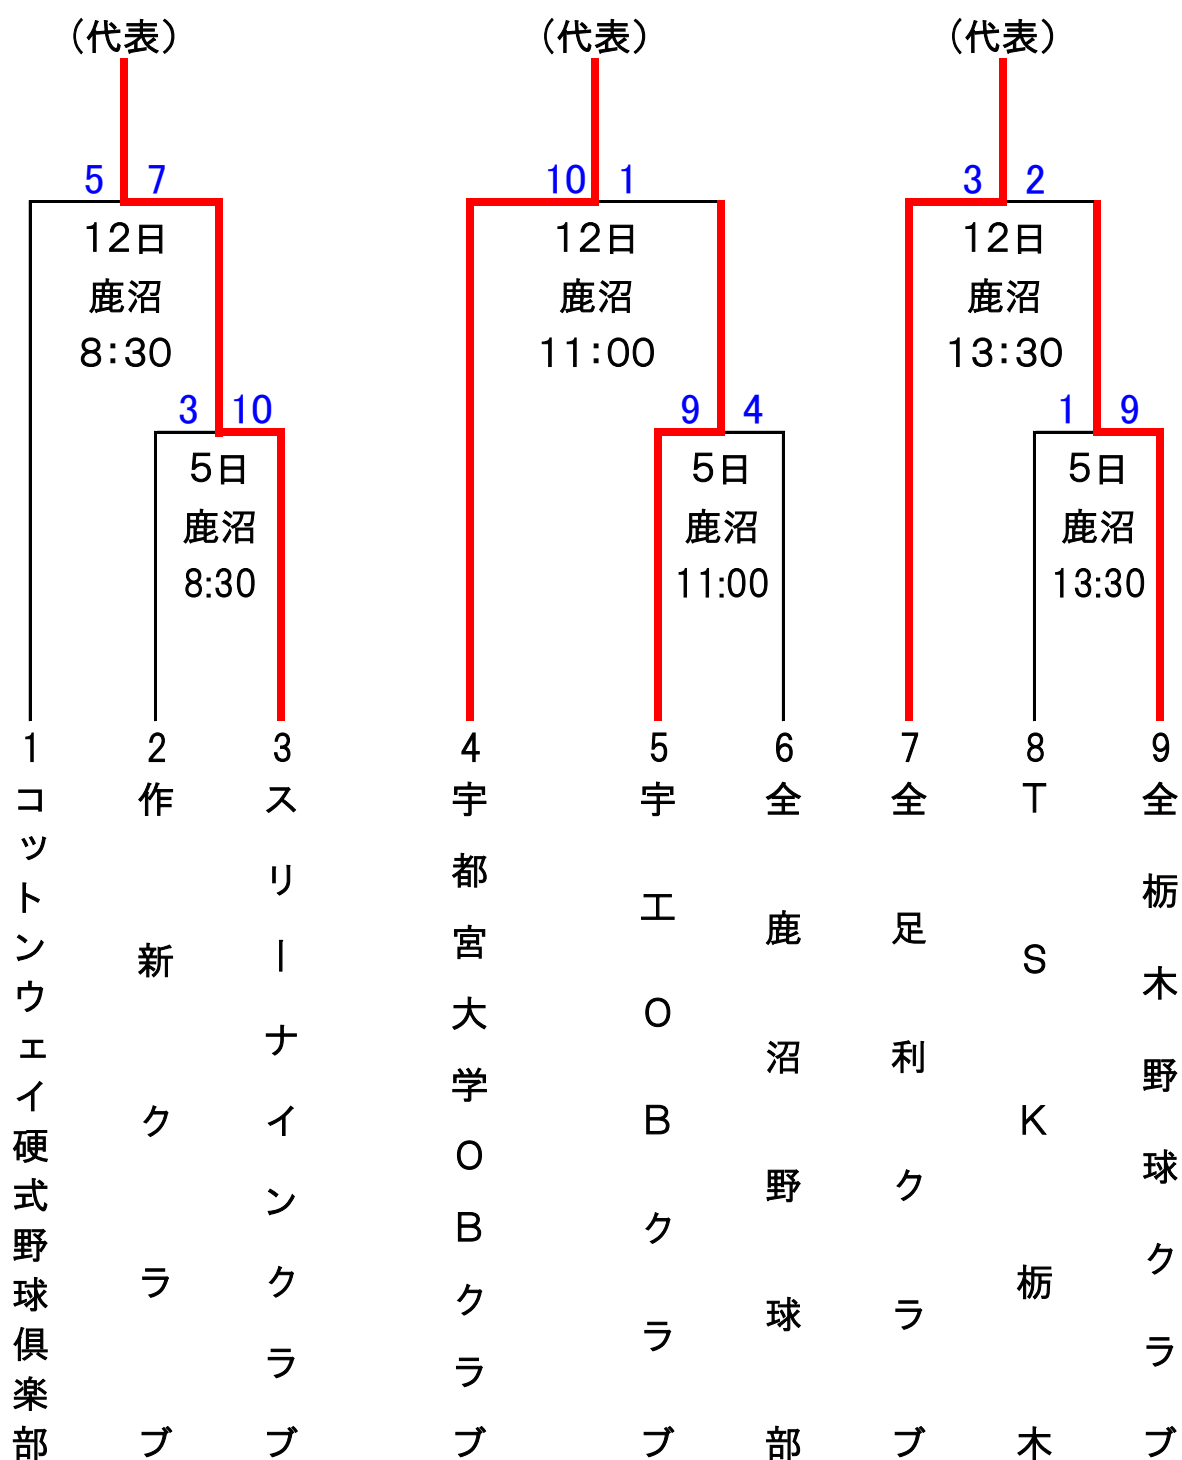 （代表） （代表） （代表）
5 7 10 1 3 2
12日 12日 12日
鹿沼 鹿沼 鹿沼
8：30 11：00 13：30
3 10 9 4 1 9
5日 5日 5日
鹿沼 鹿沼 鹿沼
8:30 11:00 13:30
1 2 3 4 5 6 7 8 9
コットンウェイ硬式野球倶楽部
作新クラブ
スリーナインクラブ
宇都宮大学OBクラブ
宇工OBクラブ
全鹿沼野球部
全足利クラブ
TSK栃木
全栃木野球クラブ